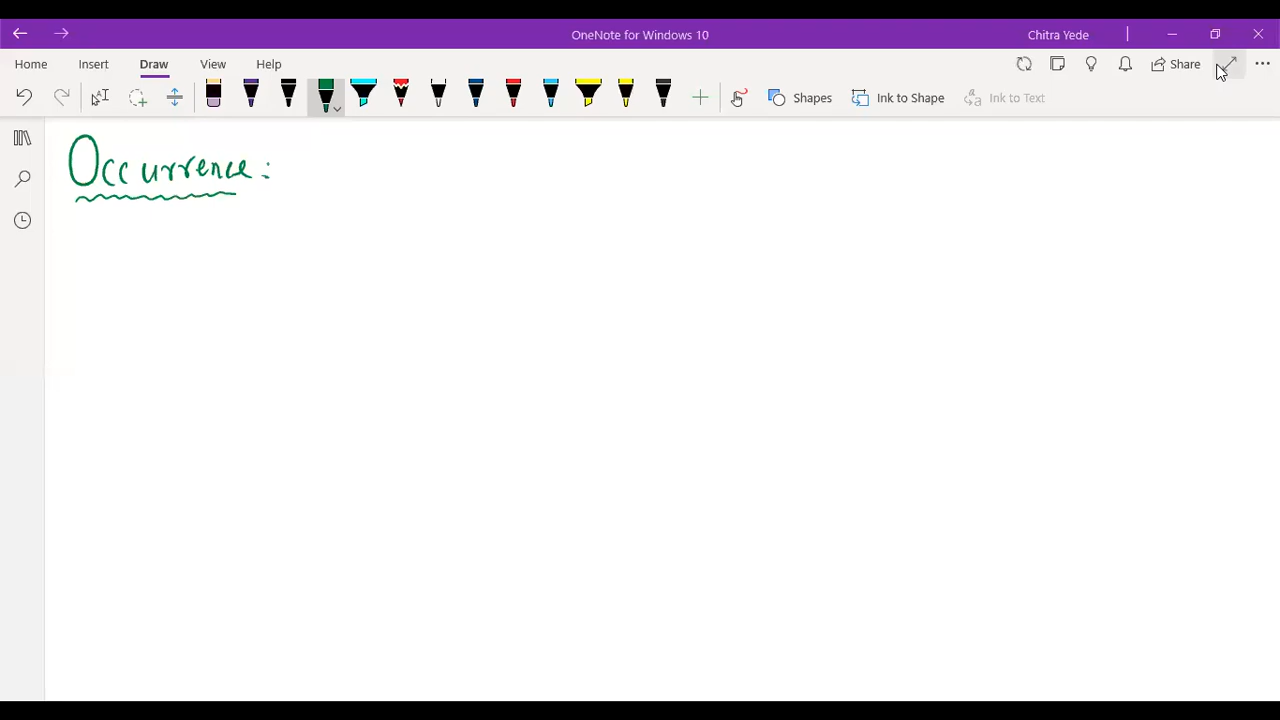 OneNote for Windows 10
Chitra Yede
Home Insert Draw View Help
Share
Shapes Ink to Shape Ink to Text
Occurrence: